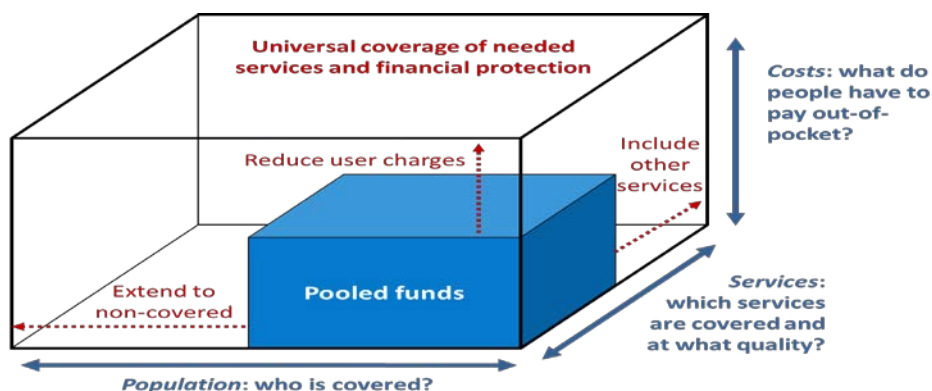 Universal coverage of needed
services and financial protection
Costs: what do
people have to
pay out-of-
pocket?
Reduce user charges
Include
other
services
Extend to
non-covered
Pooled funds
Services:
which services
are covered and
at what quality?
Population: who is covered?